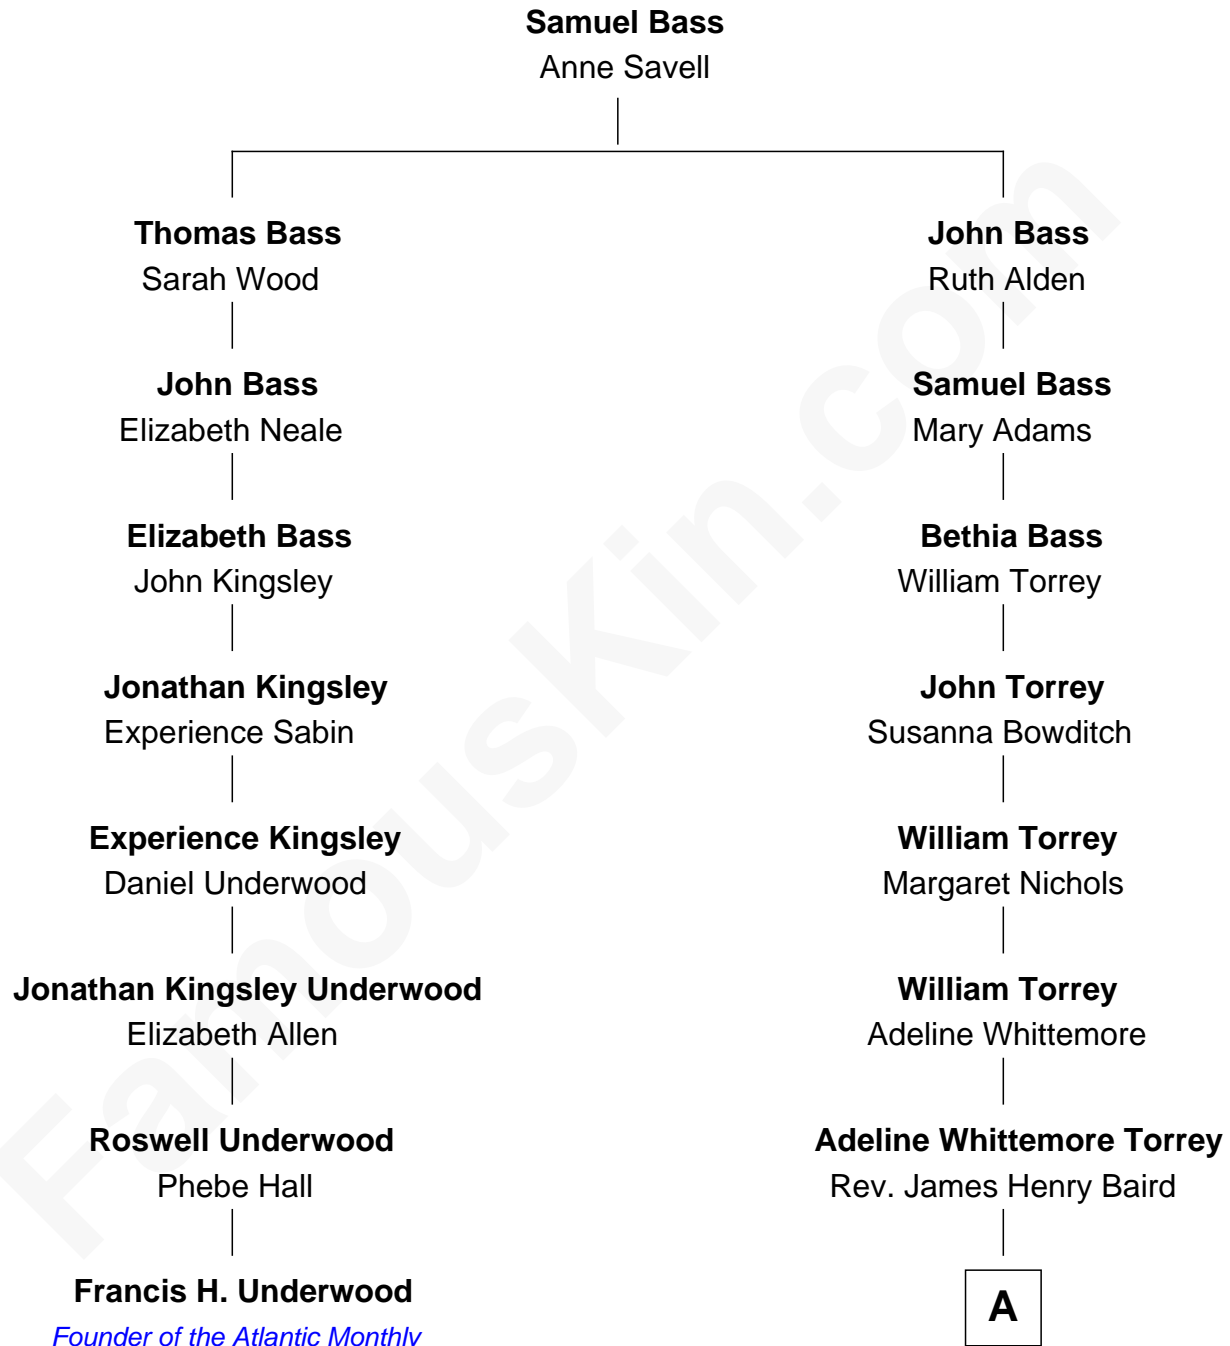 Samuel Bass
Anne Savell
Thomas Bass
Sarah Wood
John Bass
Ruth Alden
John Bass
Elizabeth Neale
Samuel Bass
Mary Adams
Elizabeth Bass
John Kingsley
Bethia Bass
William Torrey
Jonathan Kingsley
Experience Sabin
John Torrey
Susanna Bowditch
Experience Kingsley
Daniel Underwood
William Torrey
Margaret Nichols
Jonathan Kingsley Underwood
Elizabeth Allen
William Torrey
Adeline Whittemore
Roswell Underwood
Phebe Hall
Adeline Whittemore Torrey
Rev. James Henry Baird
Francis H. Underwood
Founder of the Atlantic Monthly
A
FamousKin.com